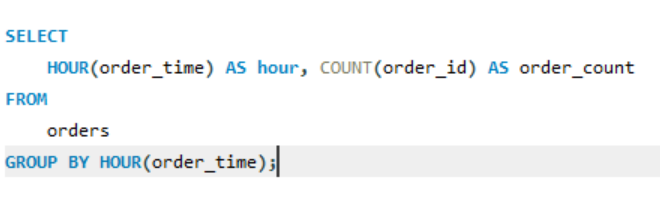 SELECT
HOUR(order_time) AS hour, COUNT(order_id) AS order_count
FROM
orders
GROUP BY HOUR(order_time);